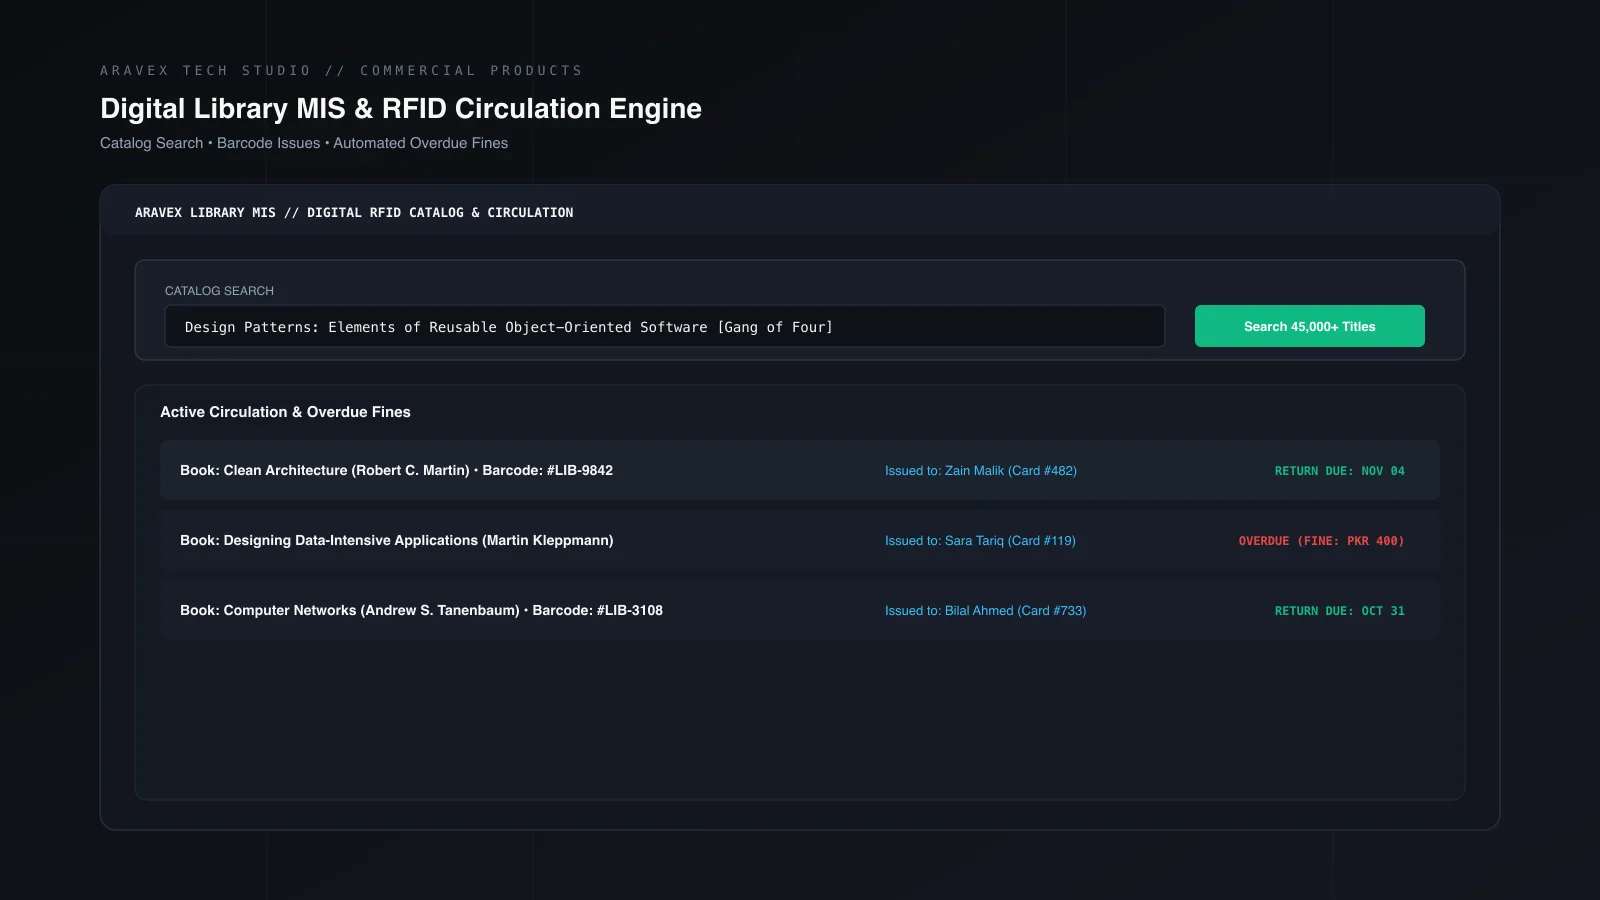 ARAVEX TECH STUDIO // COMMERCIAL PRODUCTS
Digital Library MIS & RFID Circulation Engine
Catalog Search • Barcode Issues • Automated Overdue Fines
ARAVEX LIBRARY MIS // DIGITAL RFID CATALOG & CIRCULATION
CATALOG SEARCH
Design Patterns: Elements of Reusable Object-Oriented Software [Gang of Four]
Search 45,000+ Titles
Active Circulation & Overdue Fines
Book: Clean Architecture (Robert C. Martin) • Barcode: #LIB-9842
Issued to: Zain Malik (Card #482)
RETURN DUE: NOV 04
Book: Designing Data-Intensive Applications (Martin Kleppmann)
Issued to: Sara Tariq (Card #119)
OVERDUE (FINE: PKR 400)
Book: Computer Networks (Andrew S. Tanenbaum) • Barcode: #LIB-3108
Issued to: Bilal Ahmed (Card #733)
RETURN DUE: OCT 31